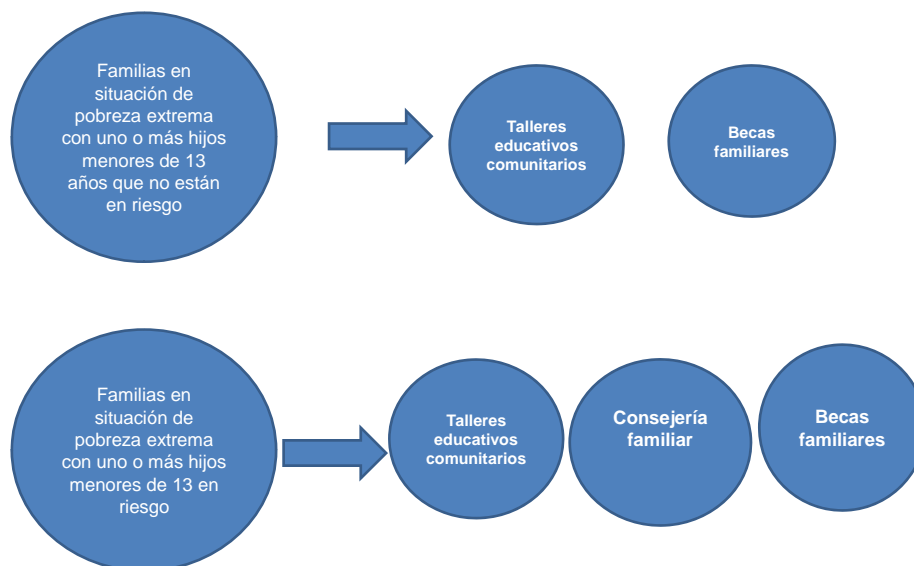 Familias en
situación de
pobreza extrema
con uno o más hijos
menores de 13
años que no están
en riesgo
Talleres
educativos
comunitarios
Becas
familiares
Familias en
situación de
pobreza extrema
con uno o más hijos
menores de 13 en
riesgo
Talleres
educativos
comunitarios
Consejería
familiar
Becas
familiares